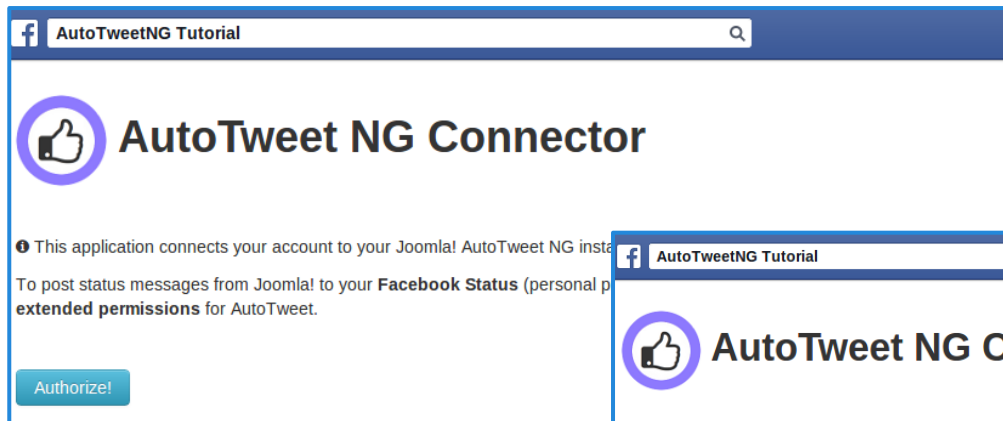 AutoTweetNG Tutorial
AutoTweet NG Connector
This application connects your account to your Joomla! AutoTweet NG
To post status messages from Joomla! to your Facebook Status (personal
extended permissions for AutoTweet.
Authorize!
AutoTweetNG Tutorial
AutoTweet NG